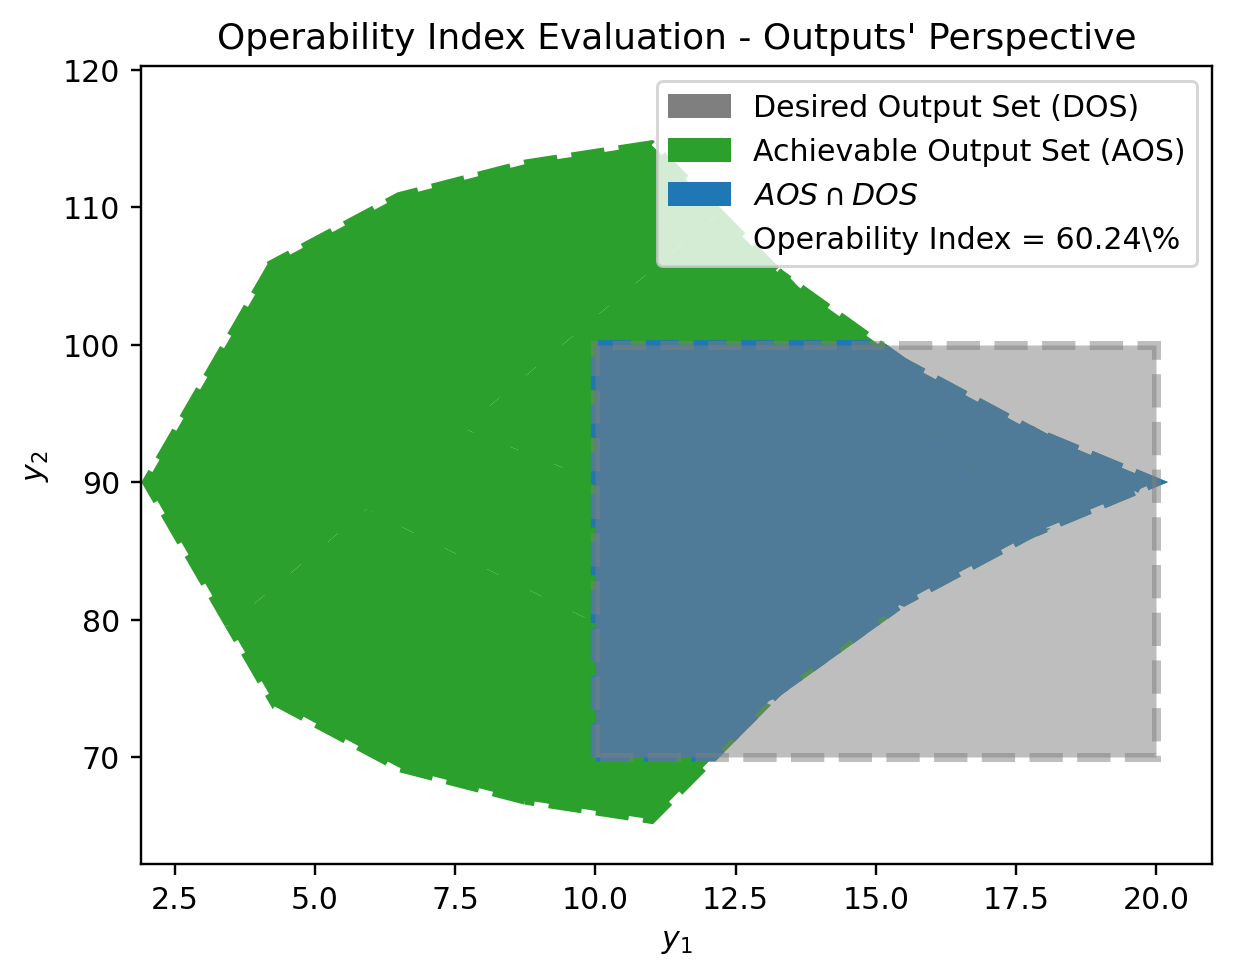 Operability Index Evaluation - Outputs' Perspective
120
110
100
90
80
70
y₂
Desired Output Set (DOS)
Achievable Output Set (AOS)
AOS ∩ DOS
Operability Index = 60.24\%
2.5 5.0 7.5 10.0 12.5 15.0 17.5 20.0
y₁